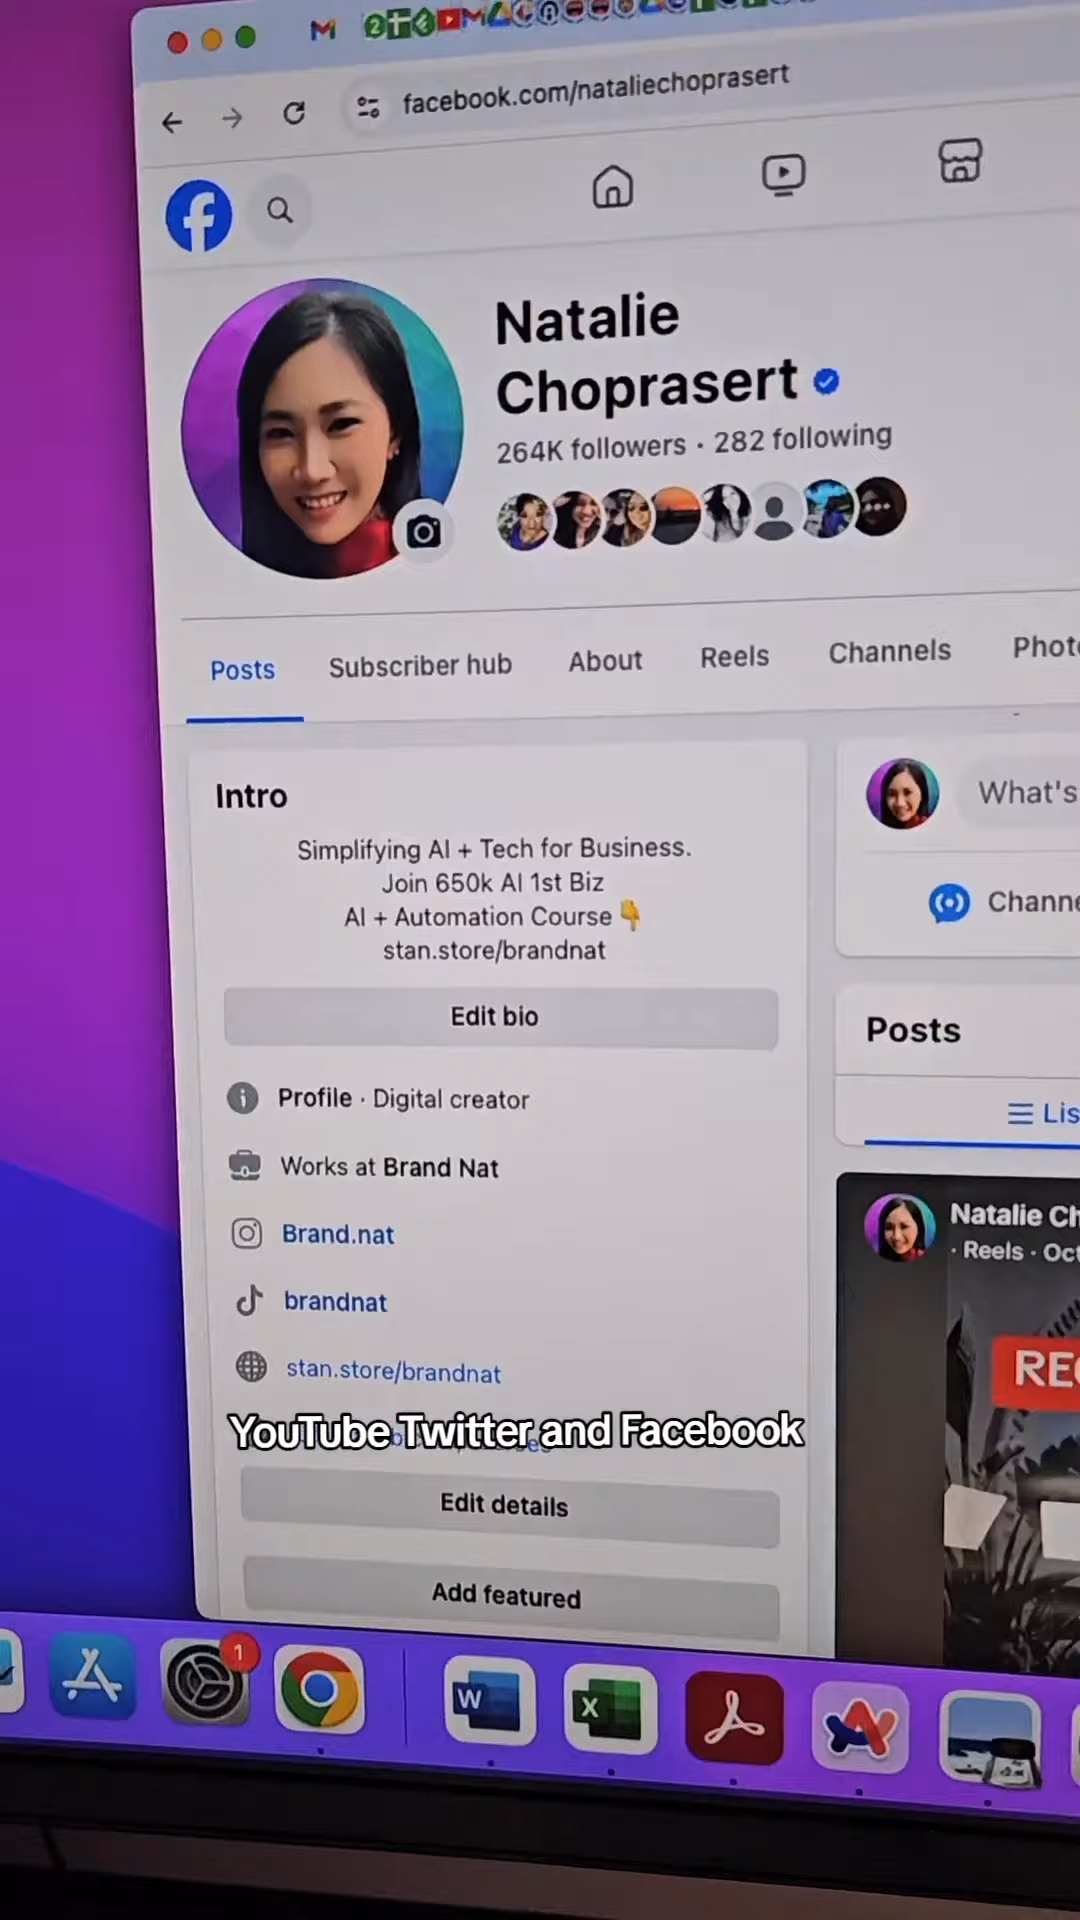 facebook.com/nataliechoprasert
Natalie
Choprasert
264K followers · 282 following
Posts
Subscriber hub
About
Reels
Channels
Intro
What's
Simplifying AI + Tech for Business.
Join 650k AI 1st Biz
AI + Automation Course 👇
stan.store/brandnat
Edit bio
Posts
Profile · Digital creator
Works at Brand Nat
Brand.nat
Natalie
· Reels ·
brandnat
stan.store/brandnat
YouTube Twitter and Facebook
Edit details
Add featured
1
W
X